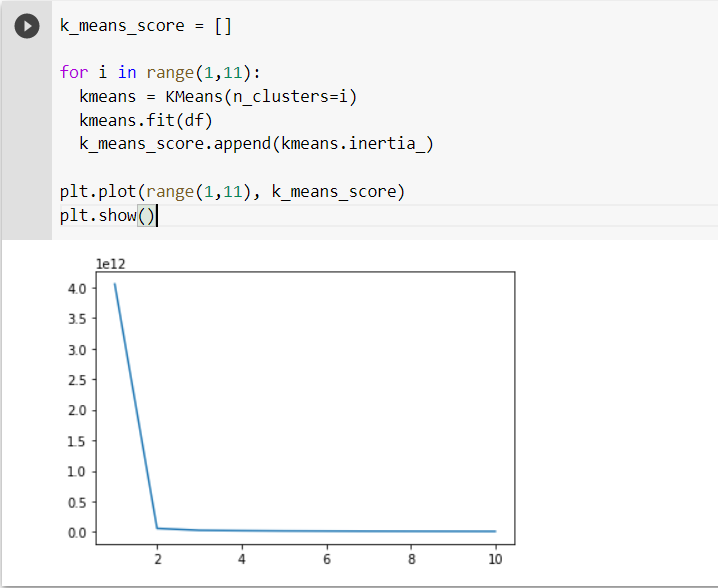 k_means_score = []
for i in range(1,11):
kmeans = KMeans(n_clusters=i)
kmeans.fit(df)
k_means_score.append(kmeans.inertia_)
plt.plot(range(1,11), k_means_score)
plt.show()
1e12
4.0
3.5
3.0
2.5
2.0
1.5
1.0
0.5
0.0
2 4 6 8 10